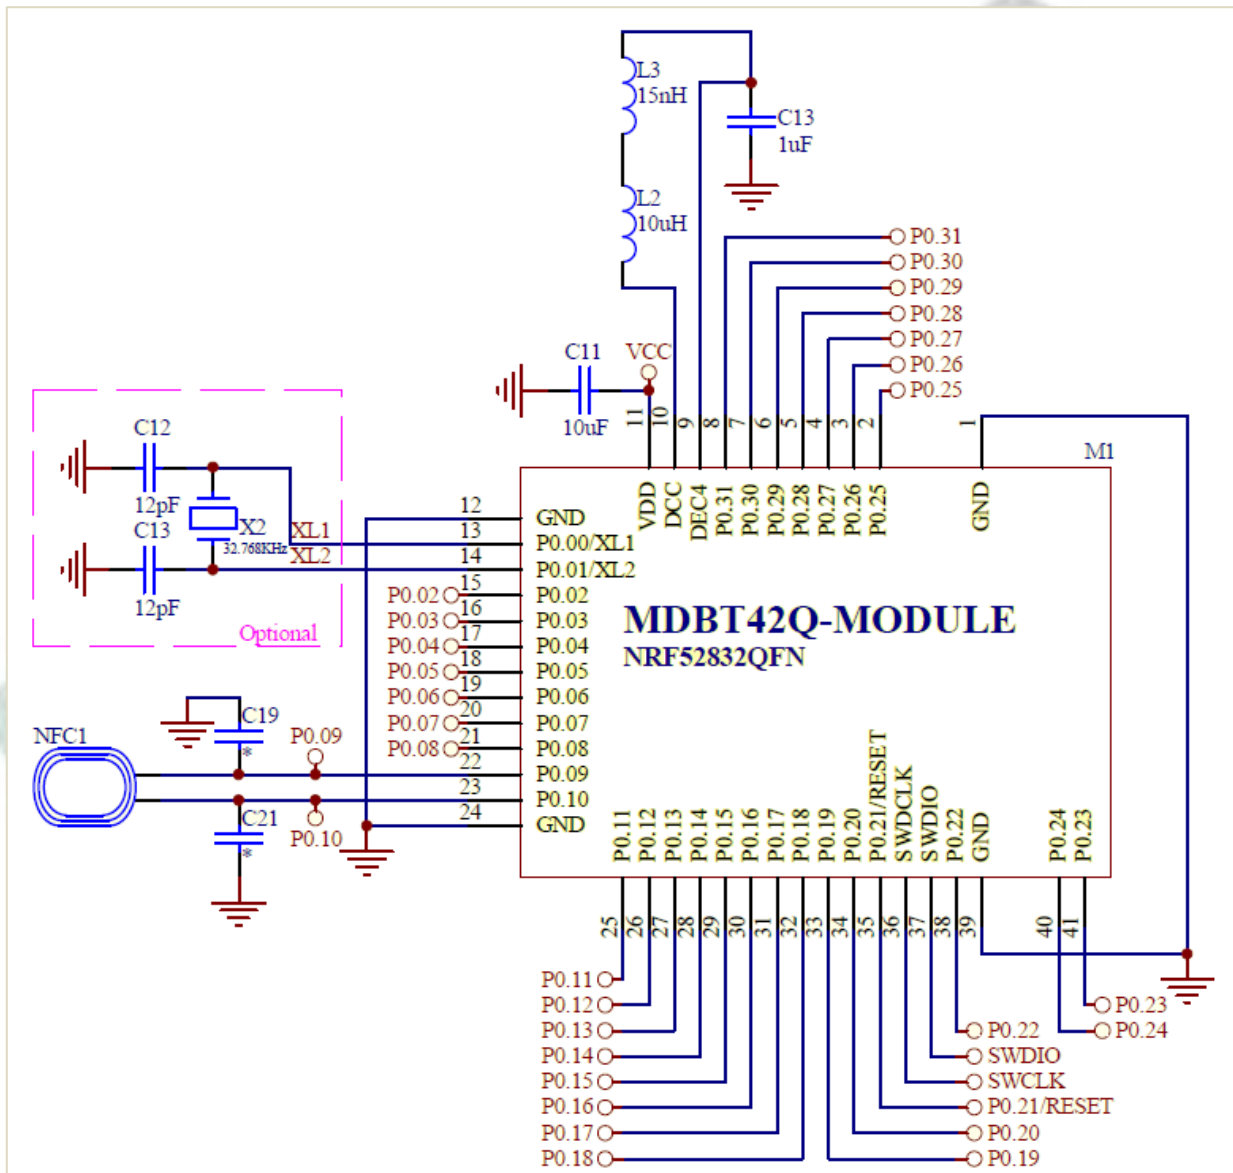 L3
15nH
C13
1uF
L2
10uH
P0.31
P0.30
P0.29
P0.28
P0.27
P0.26
P0.25
C11
VCC
10uF
11
10
9
8
7
6
5
4
3
2
1
M1
VDD
DCC
DEC4
P0.31
P0.30
P0.29
P0.28
P0.27
P0.26
P0.25
GND
C12
12pF
C13
12pF
X2
32.768KHz
XL1
XL2
Optional
12 GND
13 P0.00/XL1
14 P0.01/XL2
P0.02 15 P0.02
P0.03 16 P0.03
P0.04 17 P0.04
P0.05 18 P0.05
P0.06 19 P0.06
P0.07 20 P0.07
P0.08 21 P0.08
22 P0.09
23 P0.10
24 GND
MDBT42Q-MODULE
NRF52832QFN
NFC1
C19
*
P0.09
C21
*
P0.10
P0.11
P0.12
P0.13
P0.14
P0.15
P0.16
P0.17
P0.18
P0.19
P0.20
P0.21/RESET
SWDCLK
SWDIO
P0.22
GND
P0.24
P0.23
25
26
27
28
29
30
31
32
33
34
35
36
37
38
39
40
41
P0.11
P0.12
P0.13
P0.14
P0.15
P0.16
P0.17
P0.18
P0.23
P0.24
P0.22
SWDIO
SWCLK
P0.21/RESET
P0.20
P0.19